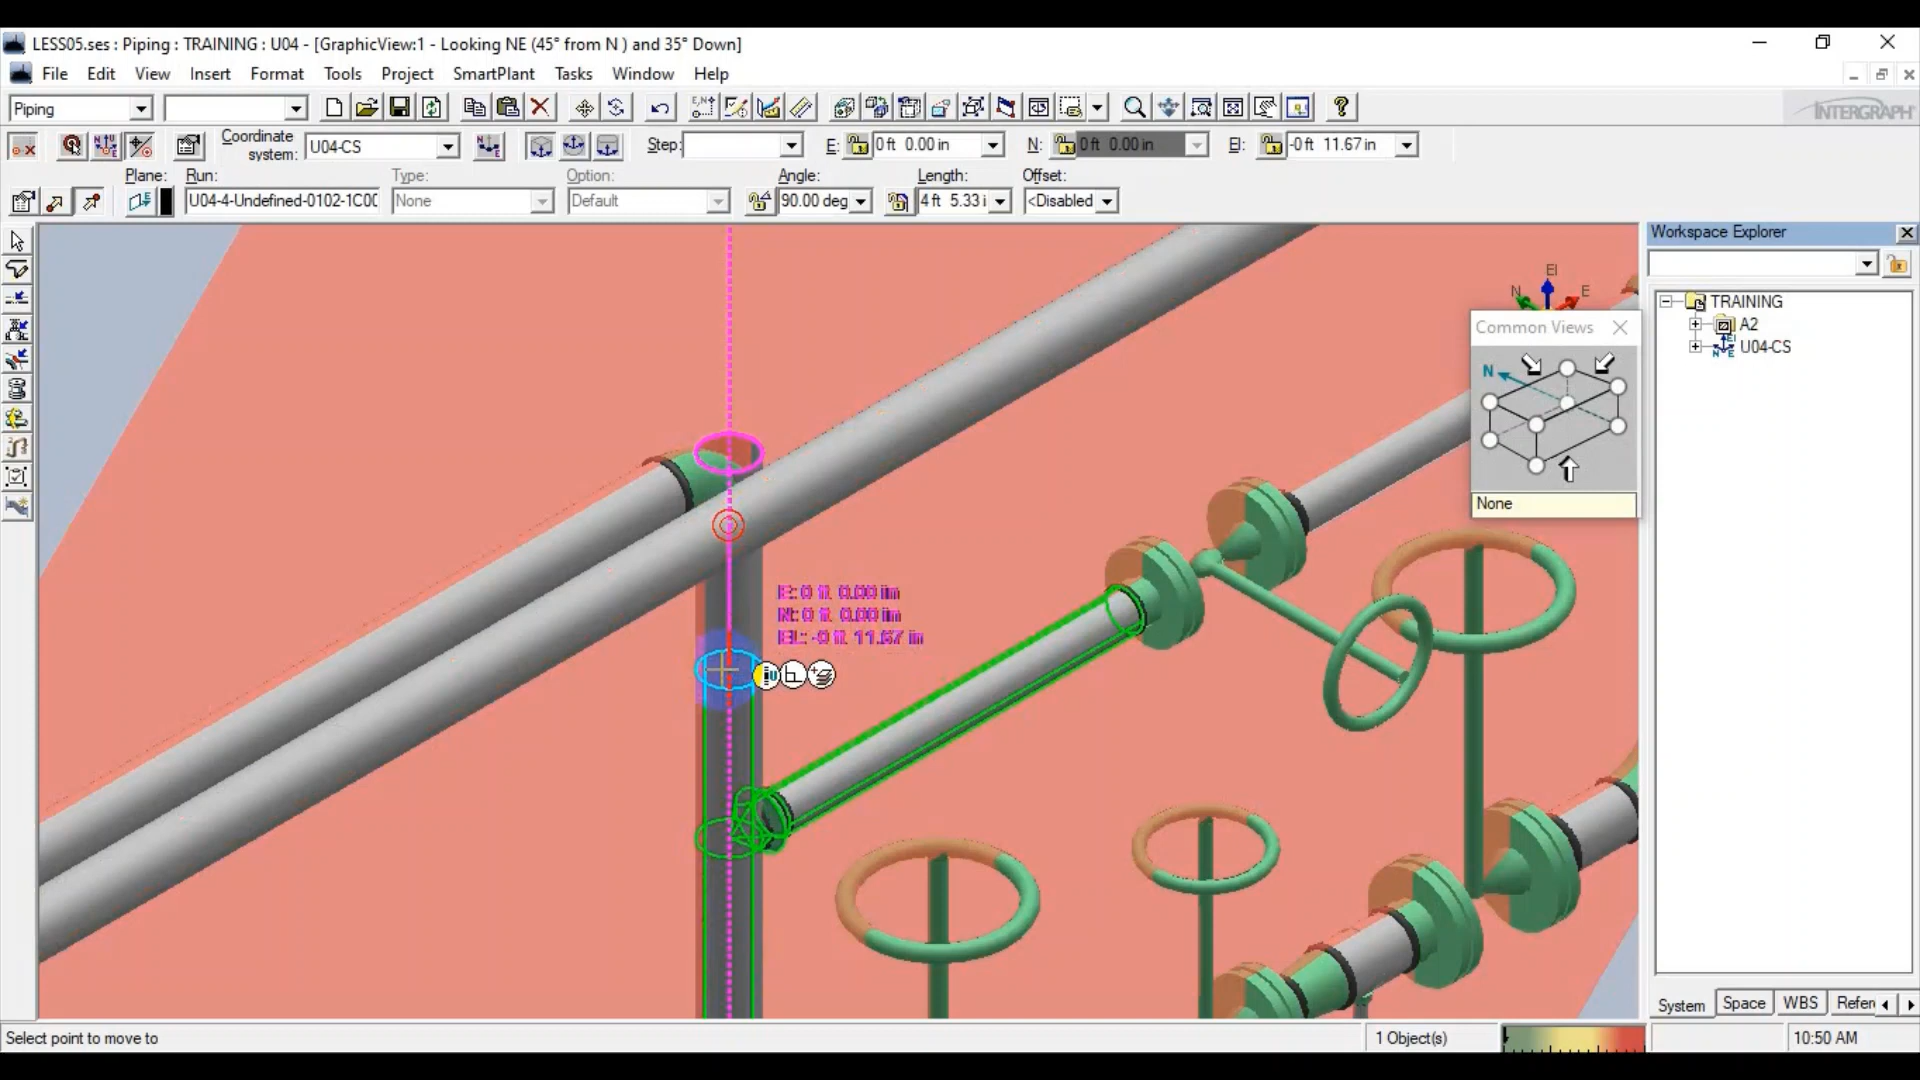 LESS05.ses : Piping : TRAINING : U04 - [GraphicView:1 - Looking NE (45° from N ) and 35° Down]
File Edit View Insert Format Tools Project SmartPlant Tasks Window Help
Piping
INTERGRAPH
Coordinate system: U04-CS Step: E: 0 ft 0.00 in N: 0 ft 0.00 in El: -0 ft 11.67 in
Plane: Run: Type: Option: Angle: Length: Offset:
U04-4-Undefined-0102-1C0( None Default 90.00 deg 4 ft 5.33 i <Disabled
Workspace Explorer
TRAINING
A2
U04-CS
El
N E
Common Views
N
None
E: 0 ft 0.00 in
N: 0 ft 0.00 in
EL: -0 ft 11.67 in
System Space WBS Referen
Select point to move to
1 Object(s)
10:50 AM